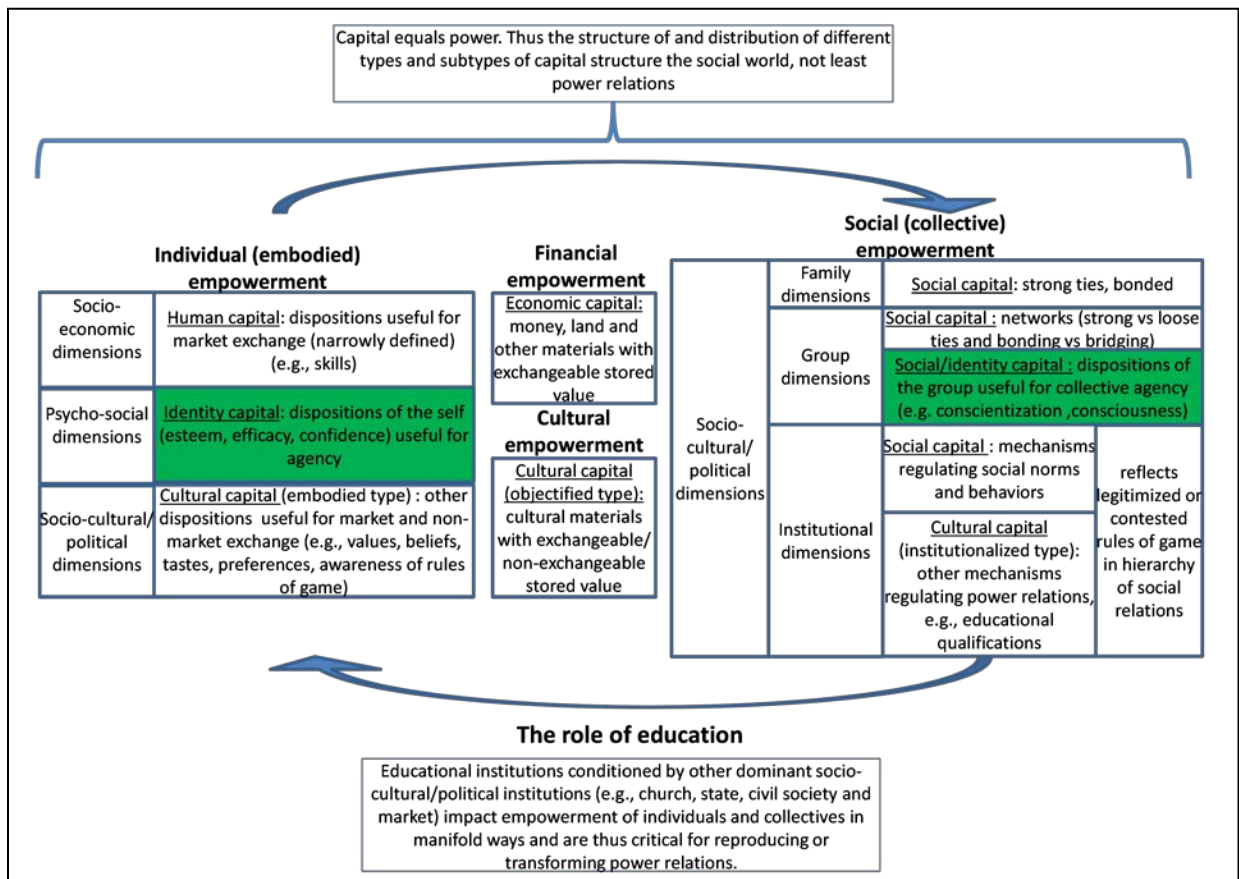 Capital equals power. Thus the structure of and distribution of different
types and subtypes of capital structure the social world, not least
power relations
Individual (embodied)
empowerment
Socio-
economic
dimensions
Human capital: dispositions useful for
market exchange (narrowly defined)
(e.g., skills)
Psycho-social
dimensions
Identity capital: dispositions of the self
(esteem, efficacy, confidence) useful for
agency
Socio-cultural/
political
dimensions
Cultural capital (embodied type) : other
dispositions  useful for market and non-
market exchange (e.g., values, beliefs,
tastes, preferences, awareness of rules
of game)
Financial
empowerment
Economic capital:
money, land and
other materials with
exchangeable stored
value
Cultural
empowerment
Cultural capital
(objectified type):
cultural materials
with exchangeable/
non-exchangeable
stored value
Social (collective)
empowerment
Socio-
cultural/
political
dimensions
Family
dimensions
Social capital: strong ties, bonded
Group
dimensions
Social capital : networks (strong vs loose
ties and bonding vs bridging)
Social/identity capital : dispositions of
the group useful for collective agency
(e.g. conscientization ,consciousness)
Institutional
dimensions
Social capital : mechanisms
regulating social norms
and behaviors
Cultural capital
(institutionalized type):
other mechanisms
regulating power relations,
e.g., educational
qualifications
reflects
legitimized or
contested
rules of game
in hierarchy
of social
relations
The role of education
Educational institutions conditioned by other dominant socio-
cultural/political institutions (e.g., church, state, civil society and
market) impact empowerment of individuals and collectives in
manifold ways and are thus critical for reproducing or
transforming power relations.